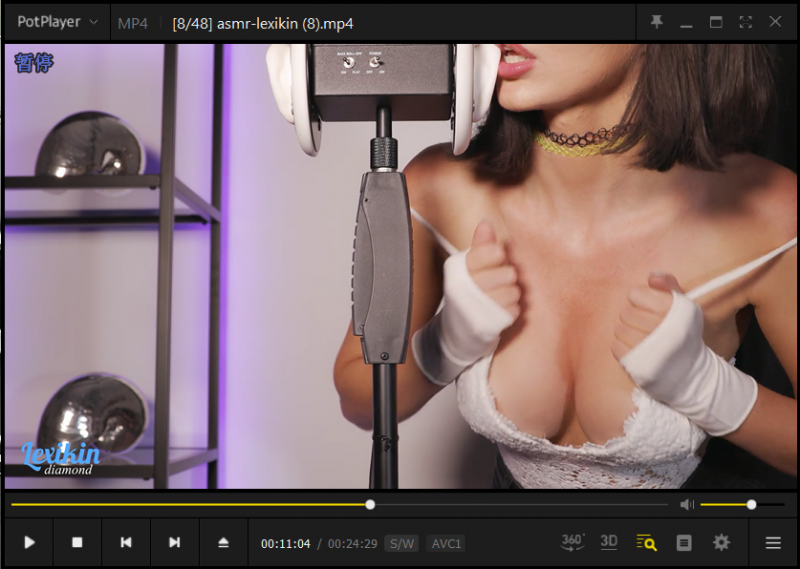 PotPlayer MP4 [8/48] asmr-lexikin (8).mp4
暂停
Lexikin
diamond
00:11:04 / 00:24:29 S/W AVC1 360° 3D